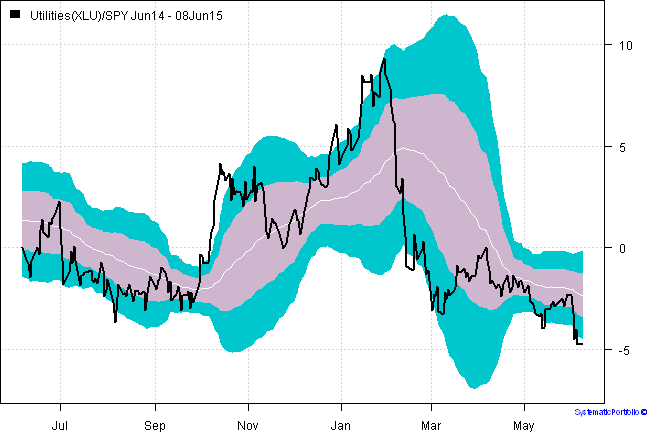 Utilities(XLU)/SPY Jun14 - 08Jun15
10
5
0
-5
Jul Sep Nov Jan Mar May
SystematicPortfolio ©